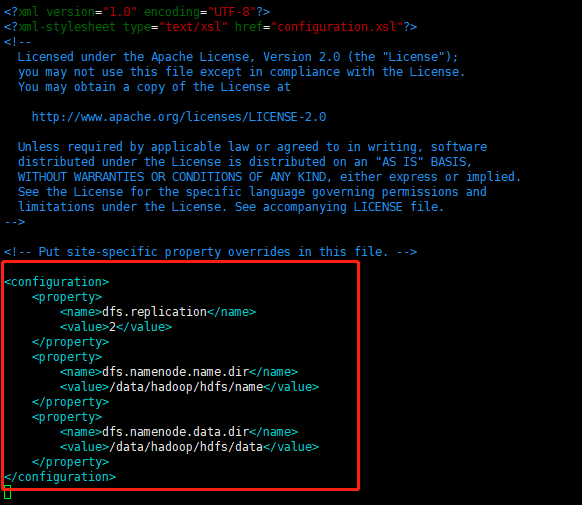 <?xml version="1.0" encoding="UTF-8"?>
<?xml-stylesheet type="text/xsl" href="configuration.xsl"?>
<!--
  Licensed under the Apache License, Version 2.0 (the "License");
  you may not use this file except in compliance with the License.
  You may obtain a copy of the License at

    http://www.apache.org/licenses/LICENSE-2.0

  Unless required by applicable law or agreed to in writing, software
  distributed under the License is distributed on an "AS IS" BASIS,
  WITHOUT WARRANTIES OR CONDITIONS OF ANY KIND, either express or implied.
  See the License for the specific language governing permissions and
  limitations under the License. See accompanying LICENSE file.
-->

<!-- Put site-specific property overrides in this file. -->

<configuration>
    <property>
        <name>dfs.replication</name>
        <value>2</value>
    </property>
    <property>
        <name>dfs.namenode.name.dir</name>
        <value>/data/hadoop/hdfs/name</value>
    </property>
    <property>
        <name>dfs.namenode.data.dir</name>
        <value>/data/hadoop/hdfs/data</value>
    </property>
</configuration>